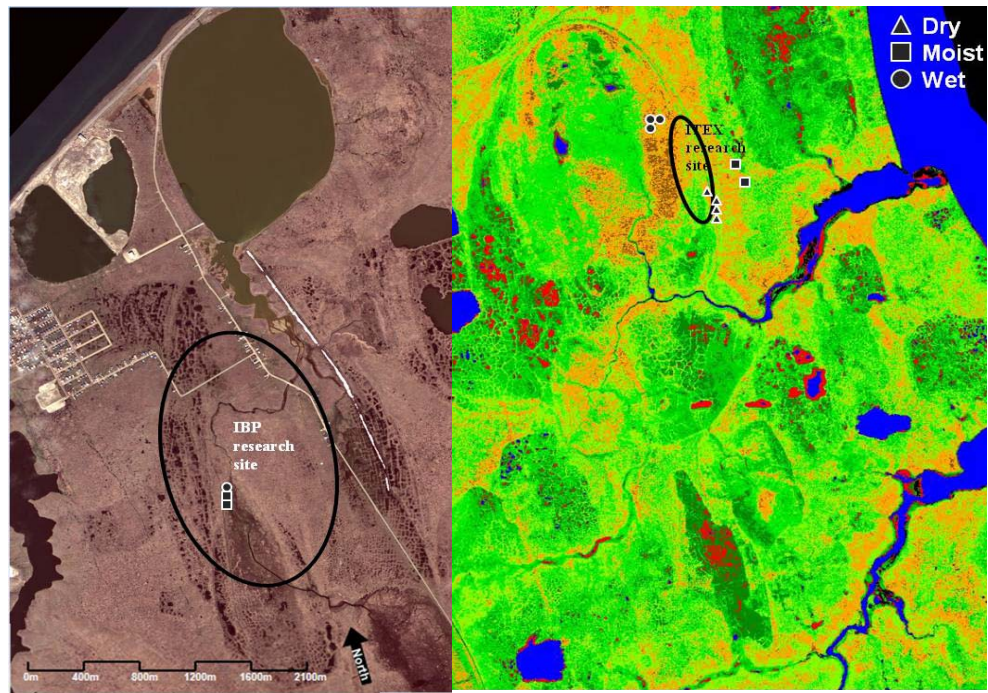 IBP
research
site
0m 400m 800m 1200m 1600m 2100m
North
Dry
Moist
Wet
ITEX
research
site